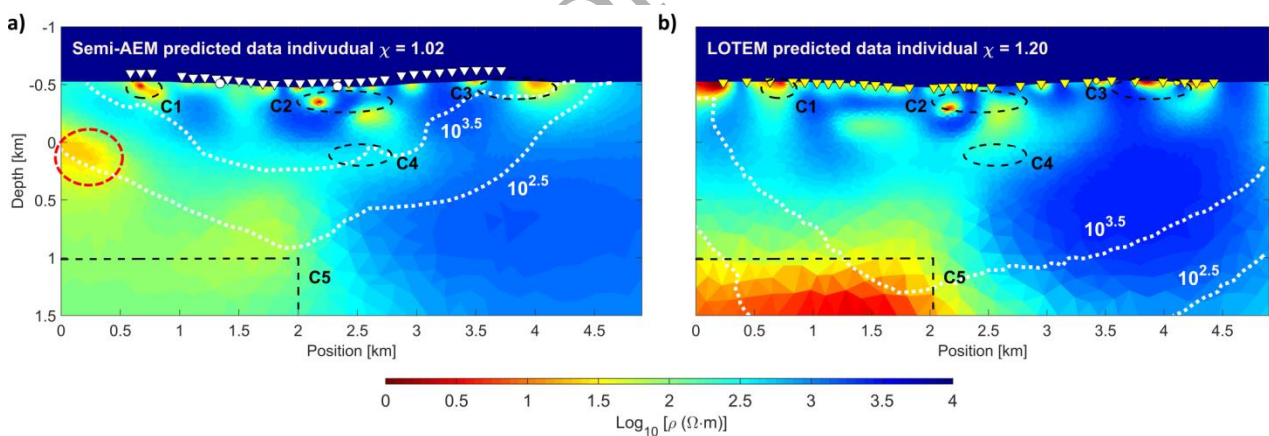 a)
Semi-AEM predicted data indivudual χ = 1.02
C1
C2
C3
C4
C5
10^3.5
10^2.5
-1
-0.5
0
0.5
1
1.5
Depth [km]
0 0.5 1 1.5 2 2.5 3 3.5 4 4.5
Position [km]
b)
LOTEM predicted data individual χ = 1.20
C1
C2
C3
C4
C5
10^3.5
10^2.5
0 0.5 1 1.5 2 2.5 3 3.5 4 4.5
Position [km]
0 0.5 1 1.5 2 2.5 3 3.5 4
Log10 [ρ (Ω·m)]